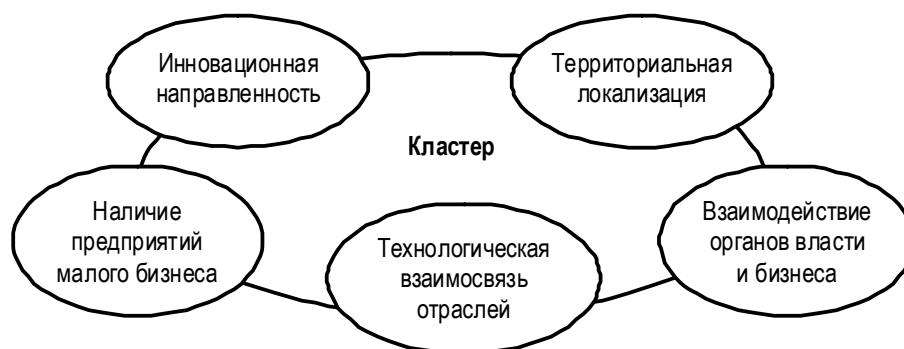 Инновационная
направленность
Территориальная
локализация
Кластер
Наличие
предприятий
малого бизнеса
Технологическая
взаимосвязь
отраслей
Взаимодействие
органов власти
и бизнеса